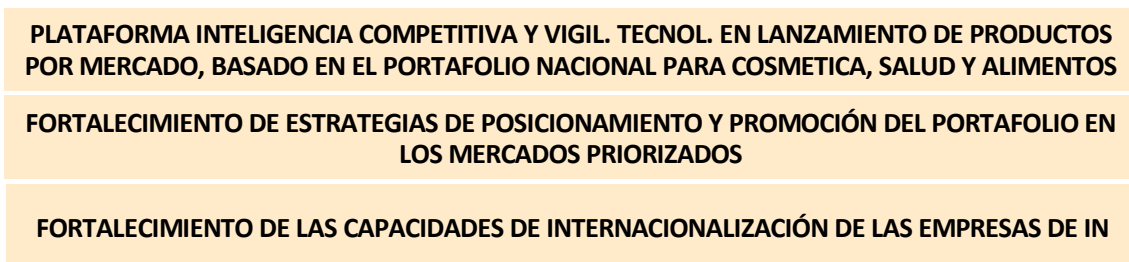 PLATAFORMA INTELIGENCIA COMPETITIVA Y VIGIL. TECNOL. EN LANZAMIENTO DE PRODUCTOS
POR MERCADO, BASADO EN EL PORTAFOLIO NACIONAL PARA COSMETICA, SALUD Y ALIMENTOS
FORTALECIMIENTO DE ESTRATEGIAS DE POSICIONAMIENTO Y PROMOCIÓN DEL PORTAFOLIO EN
LOS MERCADOS PRIORIZADOS
FORTALECIMIENTO DE LAS CAPACIDADES DE INTERNACIONALIZACIÓN DE LAS EMPRESAS DE IN